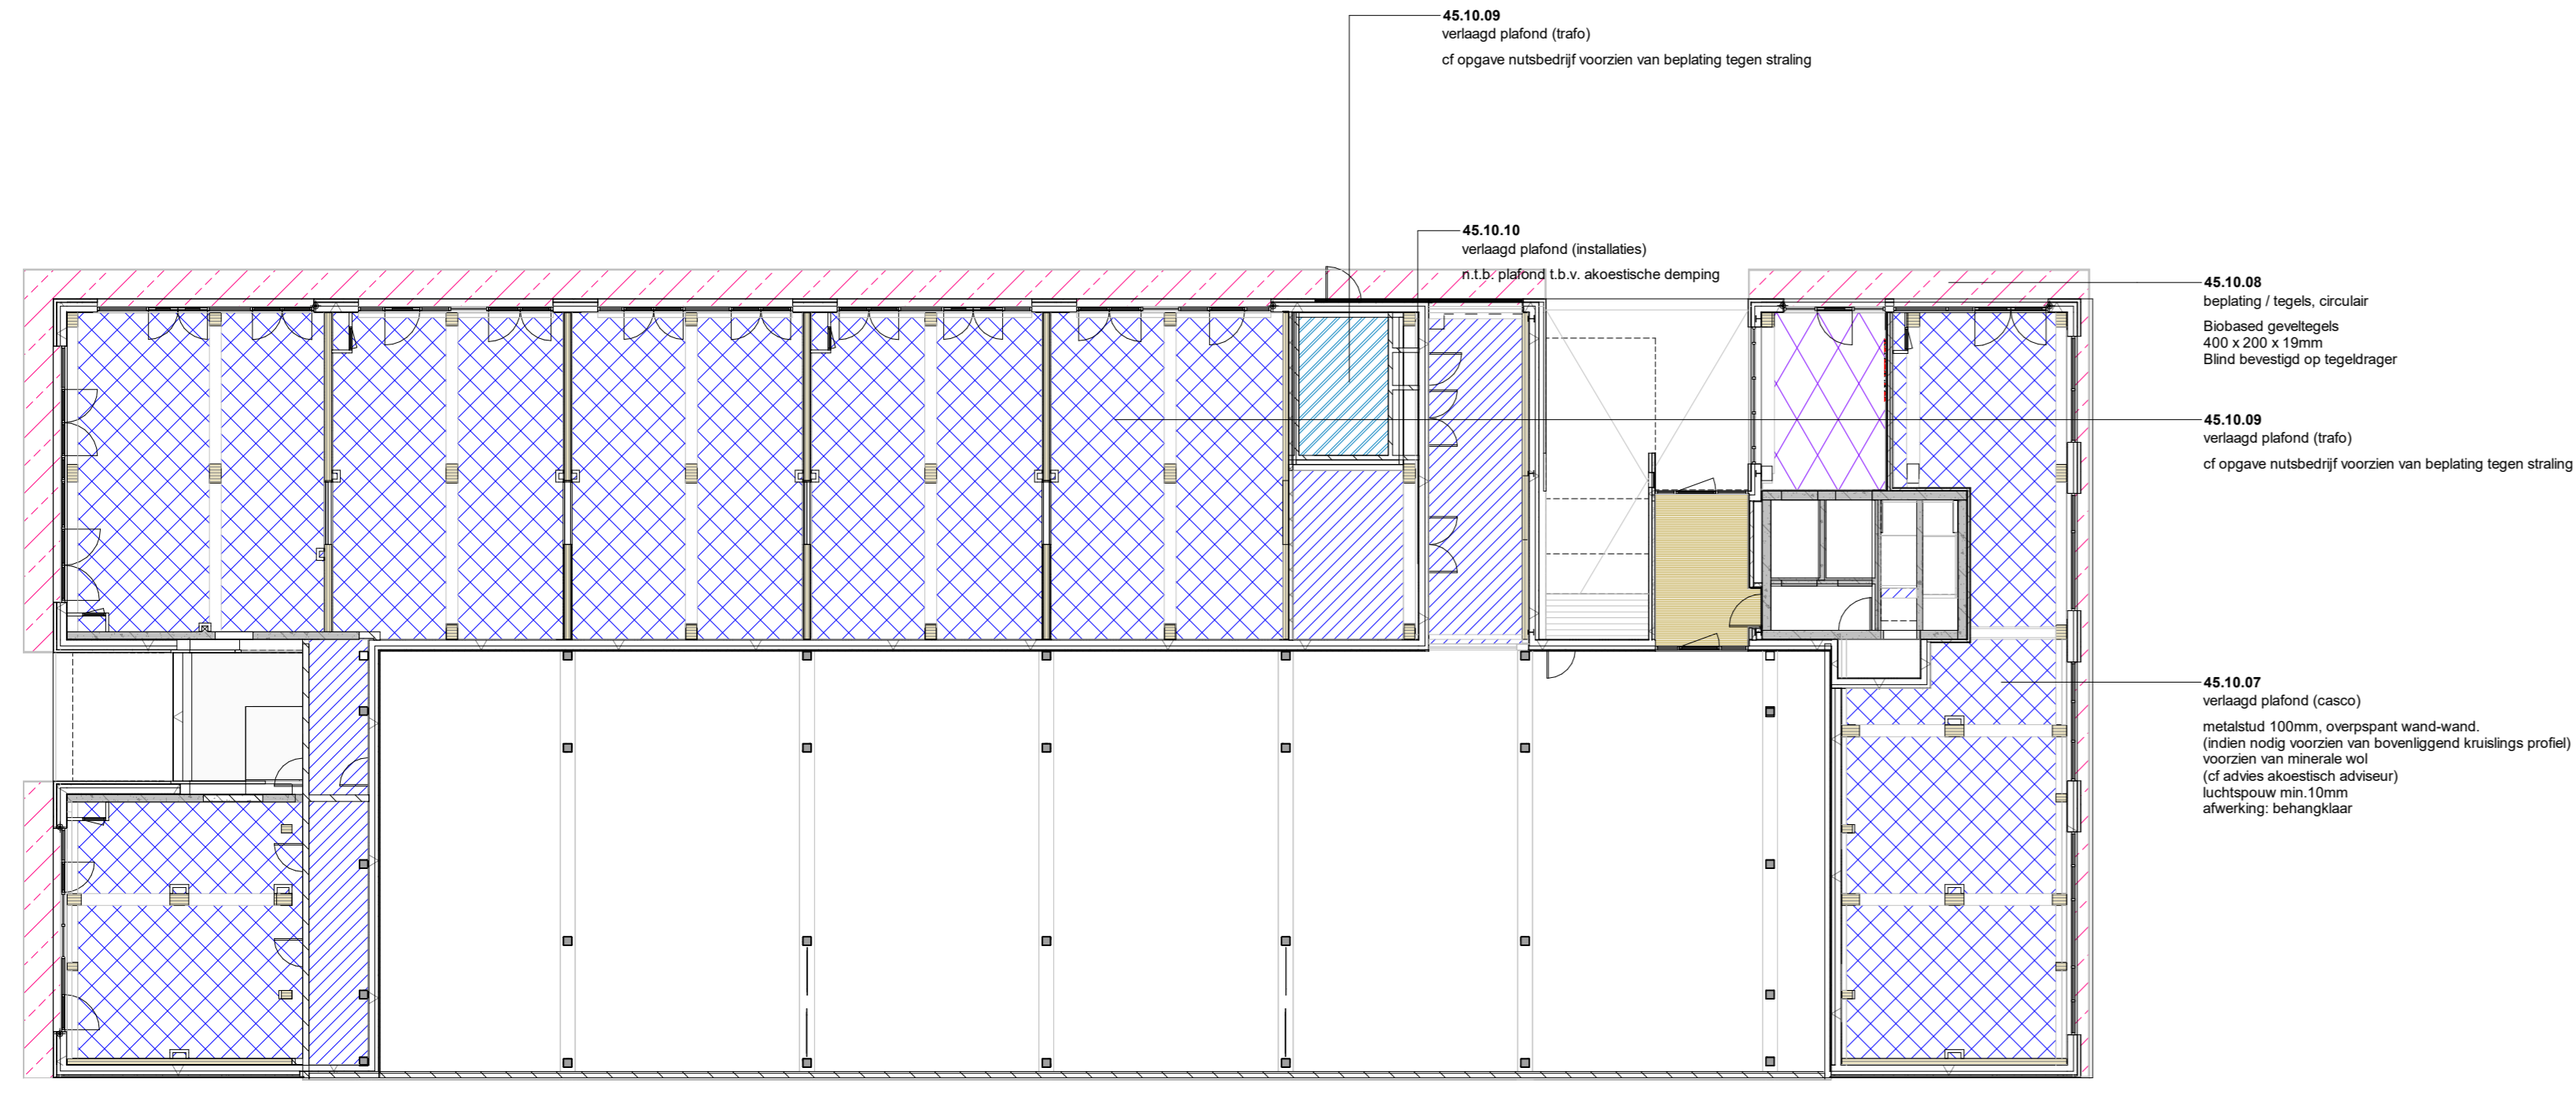 45.10.09
verlaagd plafond (trafo)
cf opgave nutsbedrijf voorzien van beplating tegen straling
45.10.10
verlaagd plafond (installaties)
n.t.b. plafond t.b.v. akoestische demping
45.10.08
beplating / tegels, circulair
Biobased geveltegels
400 x 200 x 19mm
Blind bevestigd op tegeldrager
45.10.09
verlaagd plafond (trafo)
cf opgave nutsbedrijf voorzien van beplating tegen straling
45.10.07
verlaagd plafond (casco)
metalstud 100mm, overpspant wand-wand.
(indien nodig voorzien van bovenliggend kruislings profiel)
voorzien van minerale wol
(cf advies akoestisch adviseur)
luchtspouw min.10mm
afwerking: behangklaar